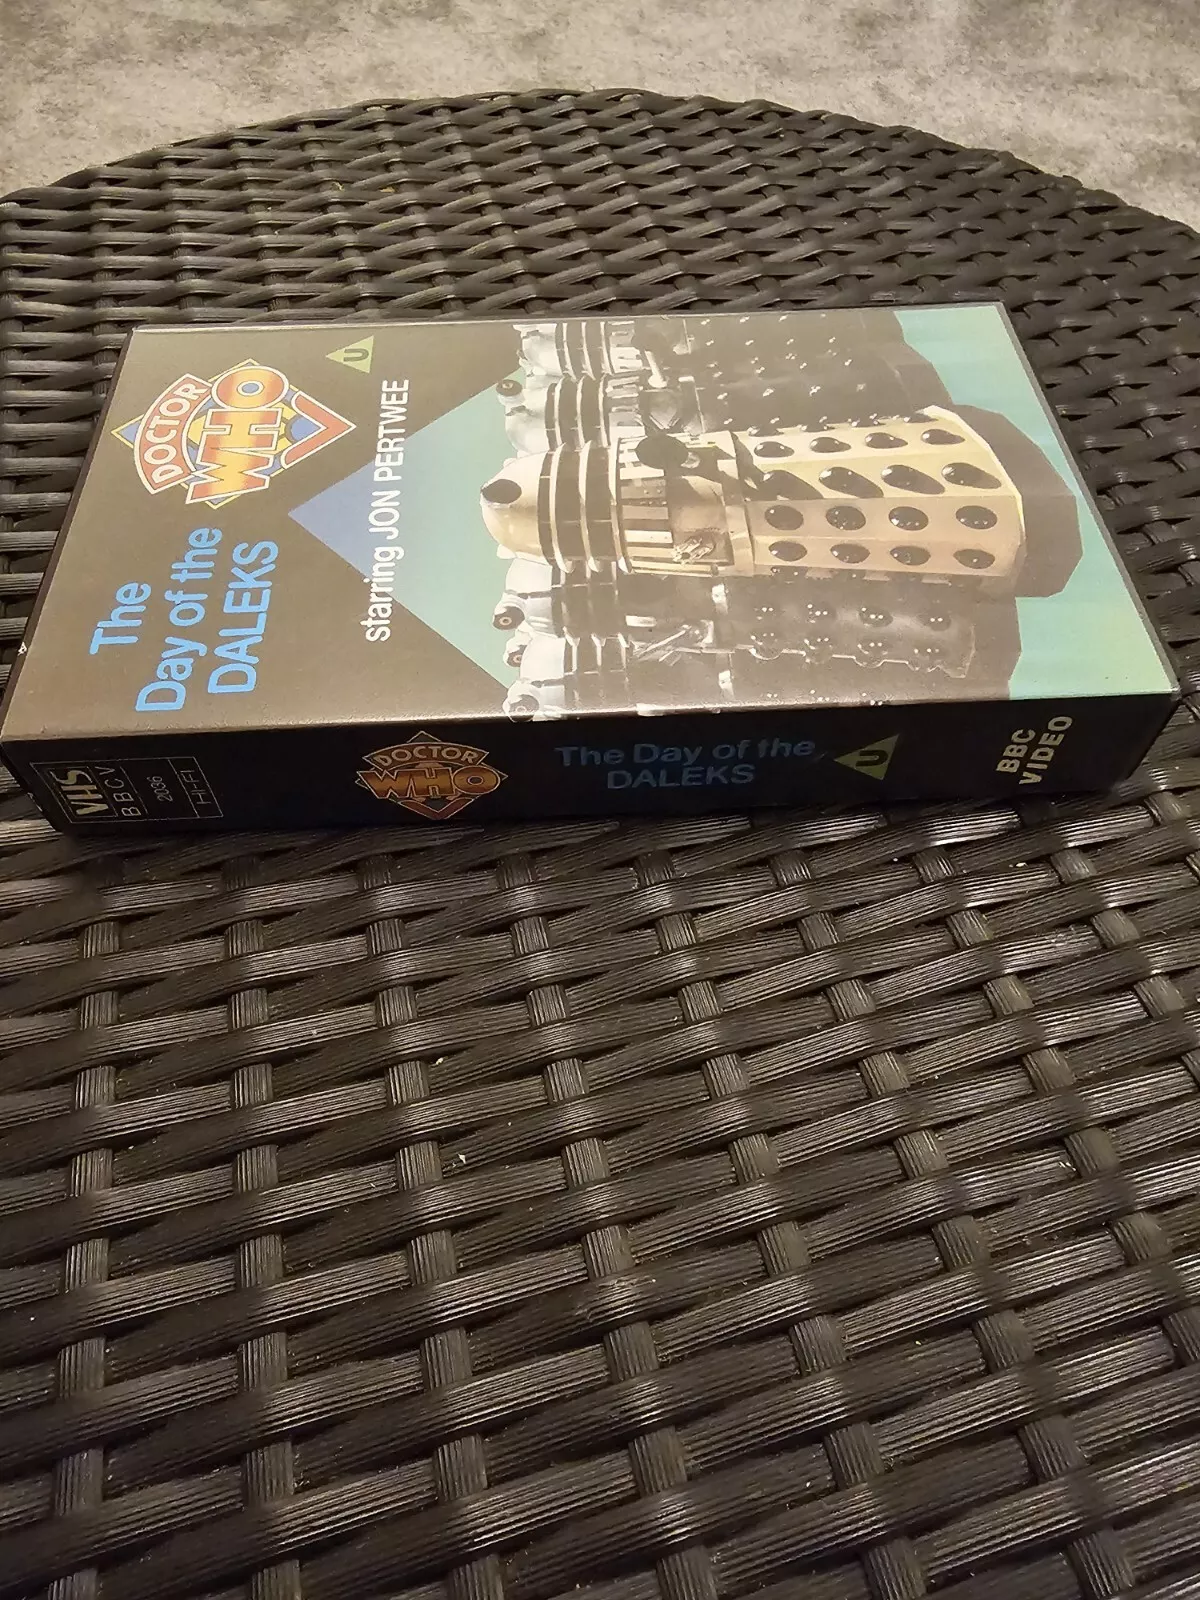 DOCTOR
WHO
The
Day of the
DALEKS
U
starring JON PERTWEE
VHS
BBCV
2036
HI-FI
DOCTOR
WHO
The Day of the
DALEKS
U
BBC
VIDEO